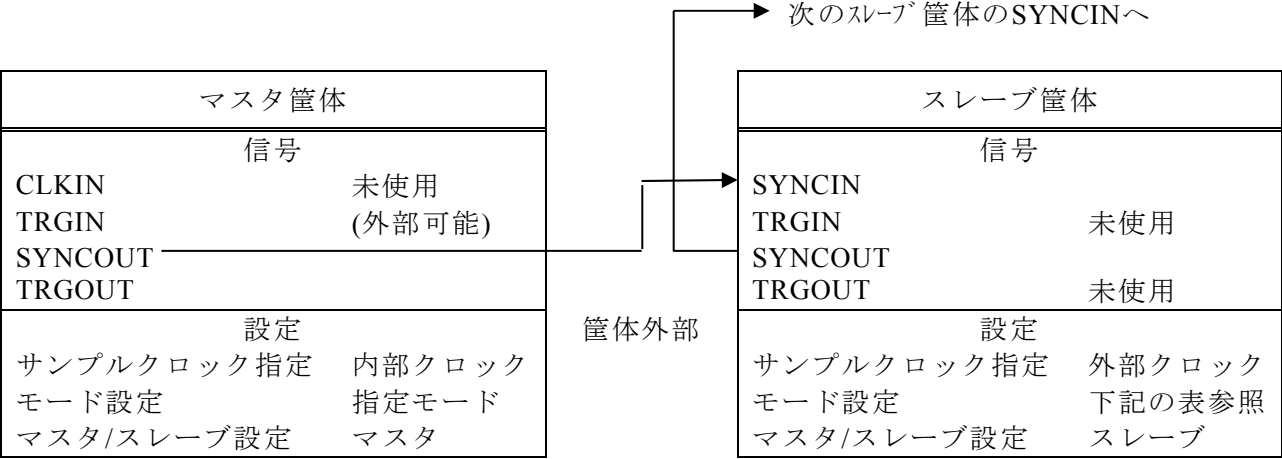 次のｽﾚｰﾌﾞ筐体のSYNCINへ
マスタ筐体
信号
CLKIN 未使用
TRGIN (外部可能)
SYNCOUT
TRGOUT
設定
サンプルクロック指定 内部クロック
モード設定 指定モード
マスタ/スレーブ設定 マスタ
筐体外部
スレーブ筐体
信号
SYNCIN
TRGIN 未使用
SYNCOUT
TRGOUT 未使用
設定
サンプルクロック指定 外部クロック
モード設定 下記の表参照
マスタ/スレーブ設定 スレーブ